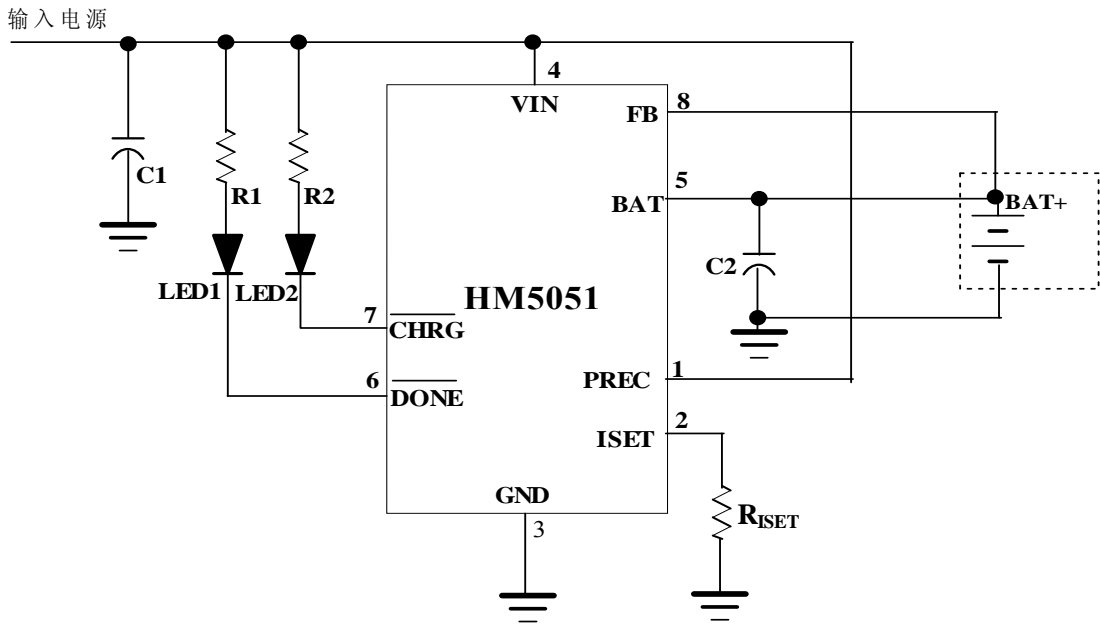 输入电源
4
VIN
FB
8
C1
R1
R2
5
BAT
BAT+
C2
LED1
LED2
HM5051
7
CHRG
6
DONE
PREC
1
ISET
2
GND
3
RISET